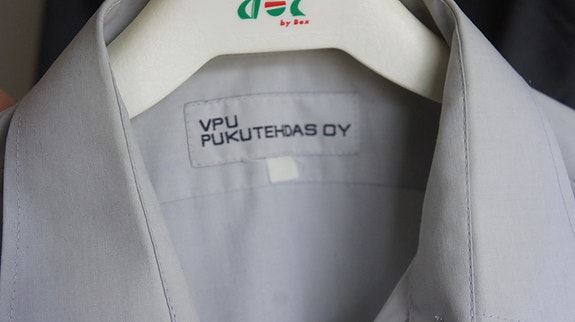 by Bex
VPU
PUKUTEHDAS OY